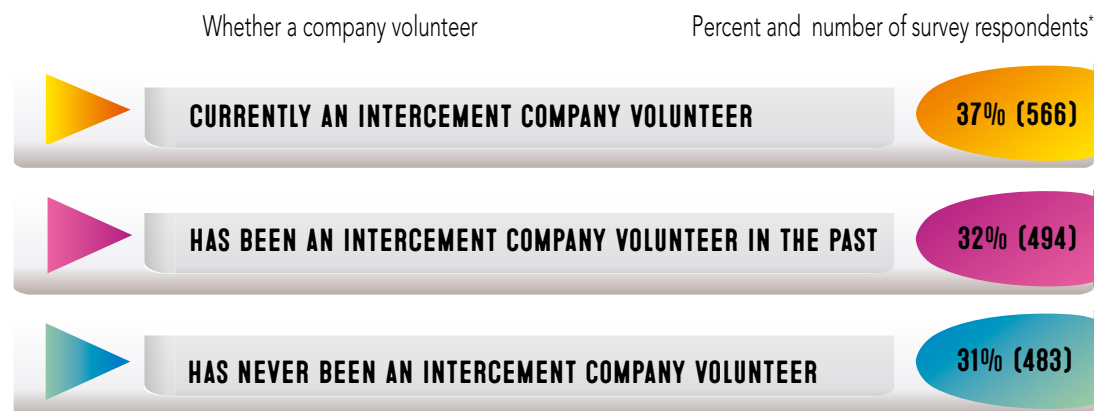 Whether a company volunteer Percent and number of survey respondents*
CURRENTLY AN INTERCEMENT COMPANY VOLUNTEER 37% (566)
HAS BEEN AN INTERCEMENT COMPANY VOLUNTEER IN THE PAST 32% (494)
HAS NEVER BEEN AN INTERCEMENT COMPANY VOLUNTEER 31% (483)